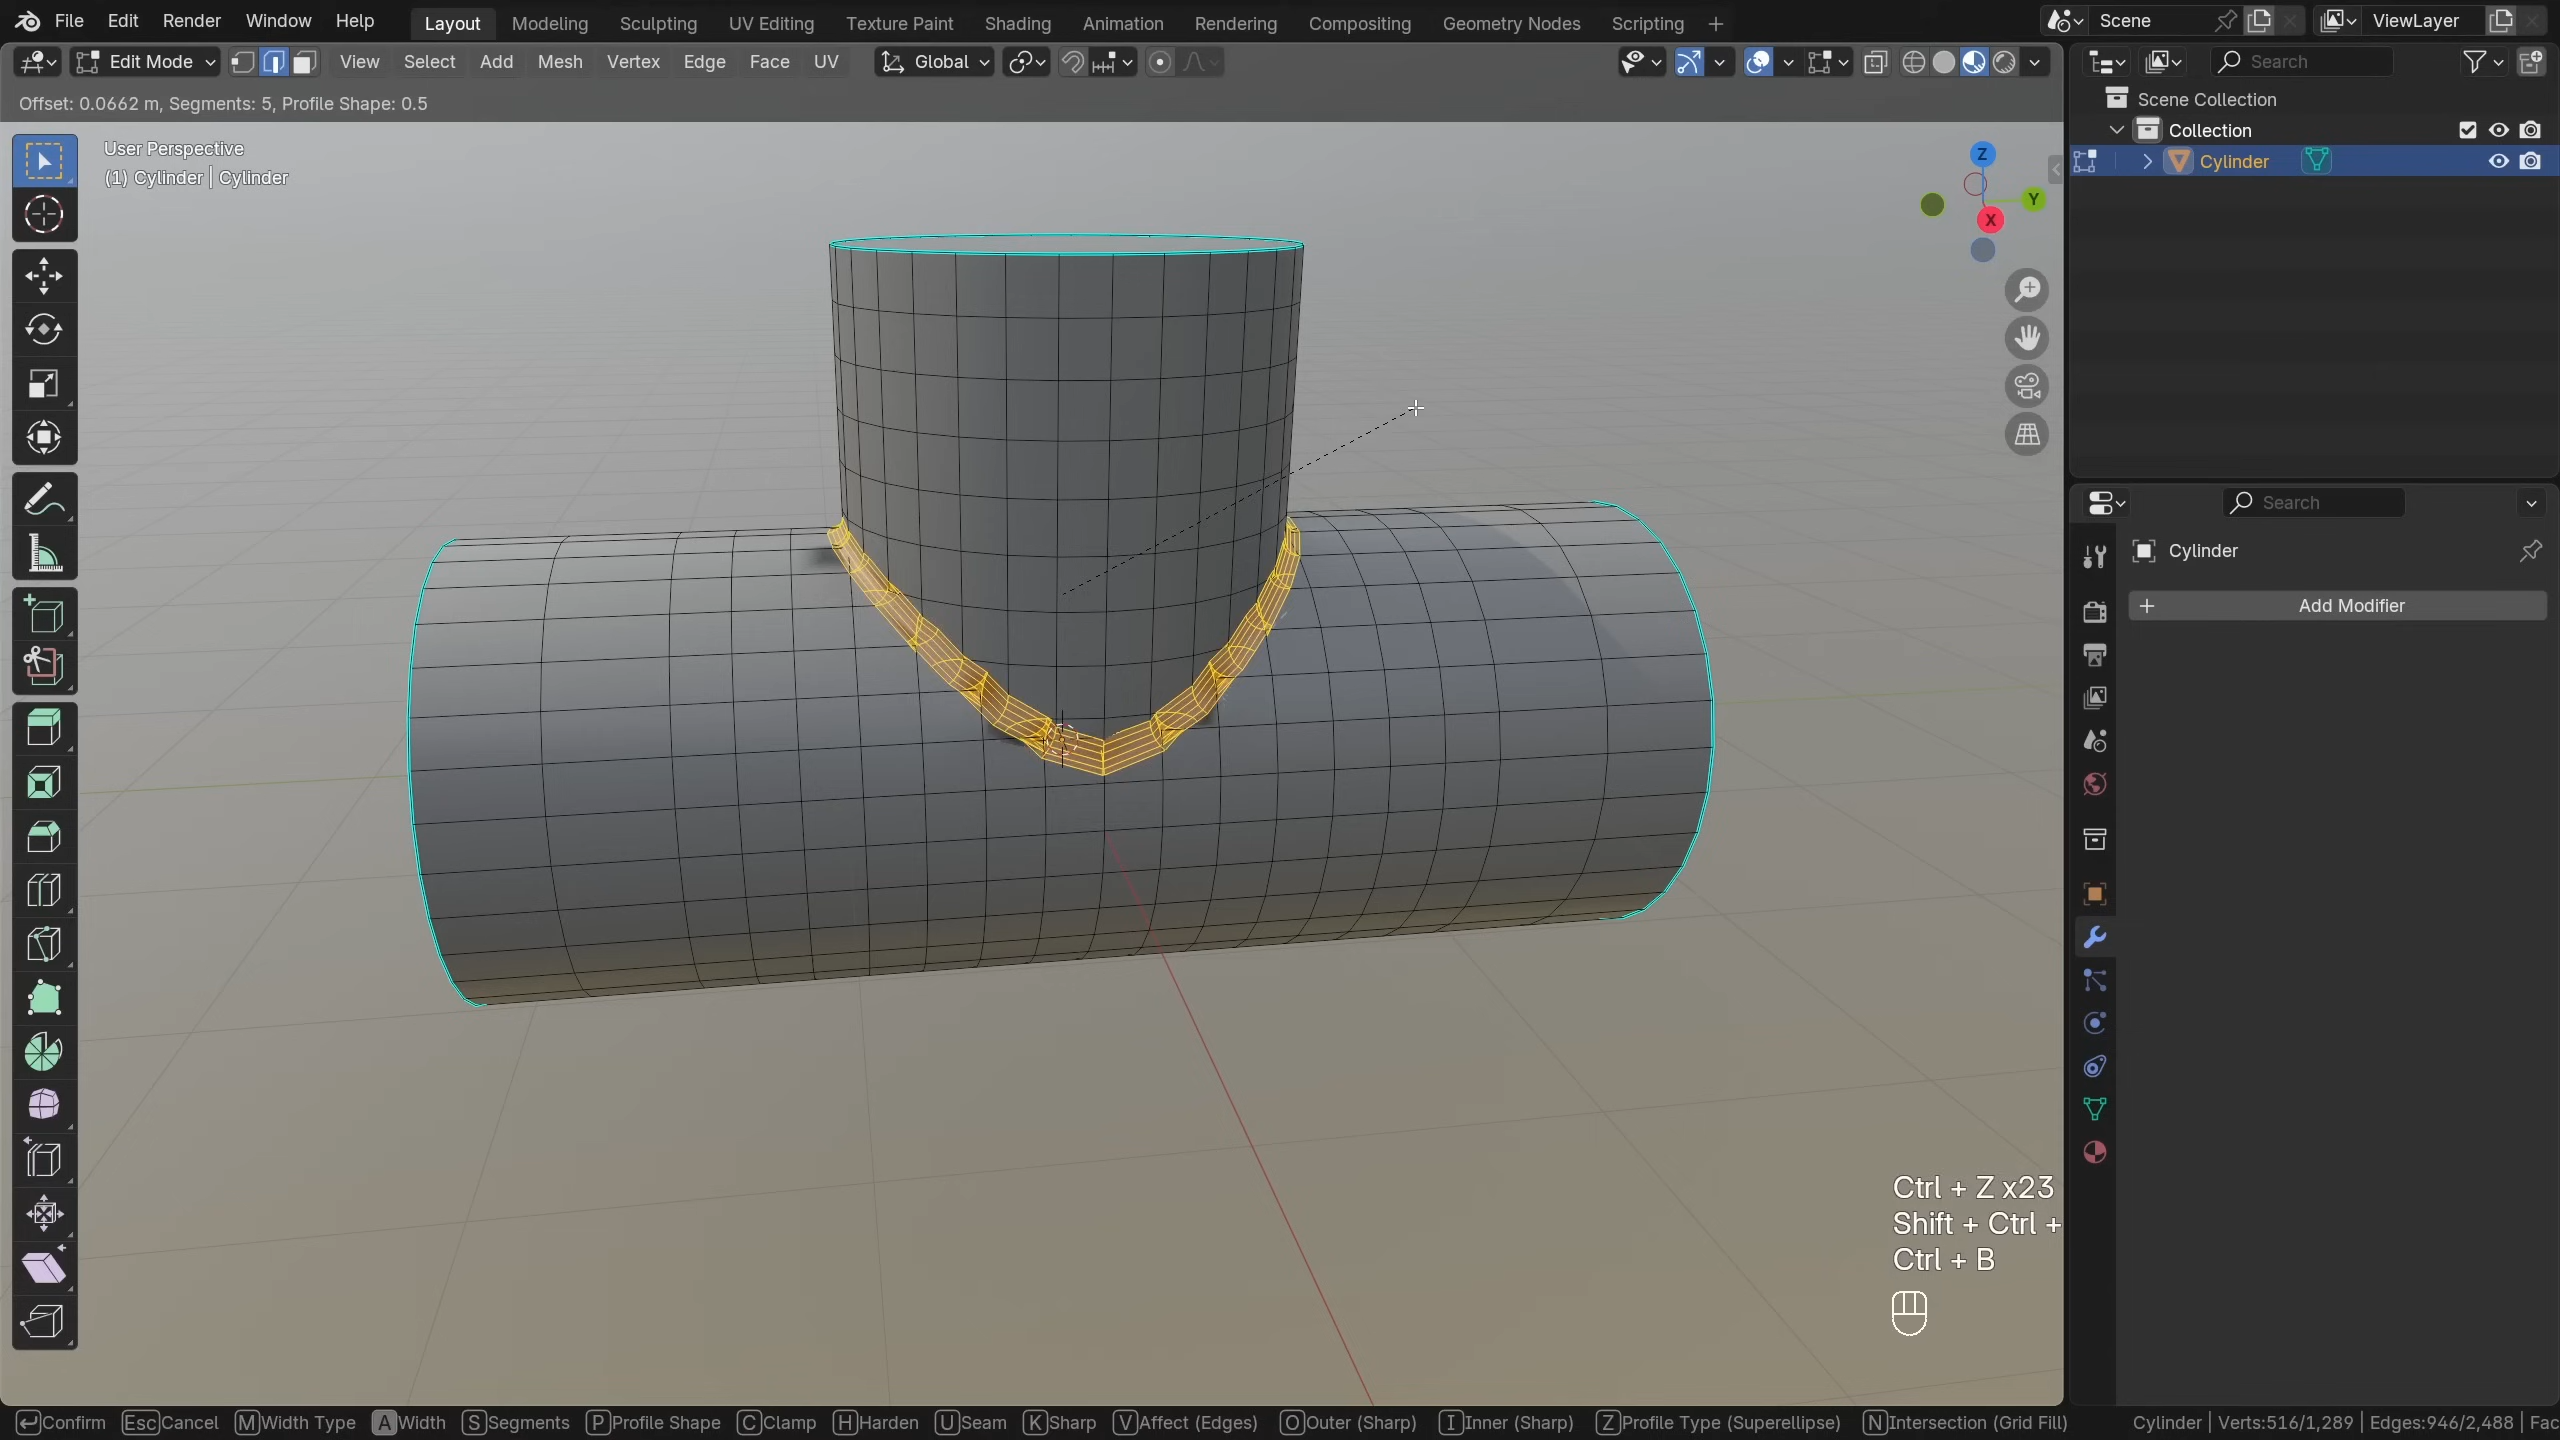 File Edit Render Window Help Layout Modeling Sculpting UV Editing Texture Paint Shading Animation Rendering Compositing Geometry Nodes Scripting + Scene ViewLayer
Edit Mode View Select Add Mesh Vertex Edge Face UV Global Search
Offset: 0.0662 m, Segments: 5, Profile Shape: 0.5
Scene Collection
Collection
Cylinder
User Perspective
(1) Cylinder | Cylinder
Z
Y
X
Search
Cylinder
+ Add Modifier
Ctrl + Z x23
Shift + Ctrl +
Ctrl + B
Confirm Esc Cancel M Width Type A Width S Segments P Profile Shape C Clamp H Harden U Seam K Sharp V Affect (Edges) O Outer (Sharp) I Inner (Sharp) Z Profile Type (Superellipse) N Intersection (Grid Fill) Cylinder | Verts:516/1,289 | Edges:946/2,488 | Fac